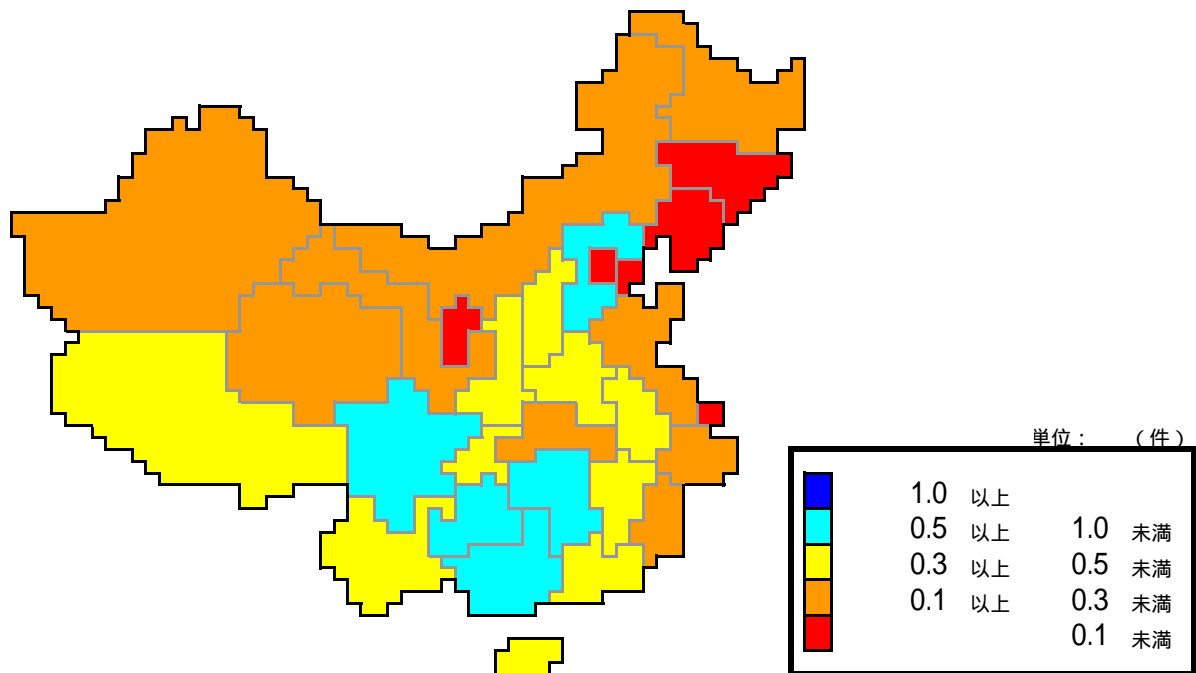 単位： （件）
1.0 以上
0.5 以上 1.0 未満
0.3 以上 0.5 未満
0.1 以上 0.3 未満
0.1 未満